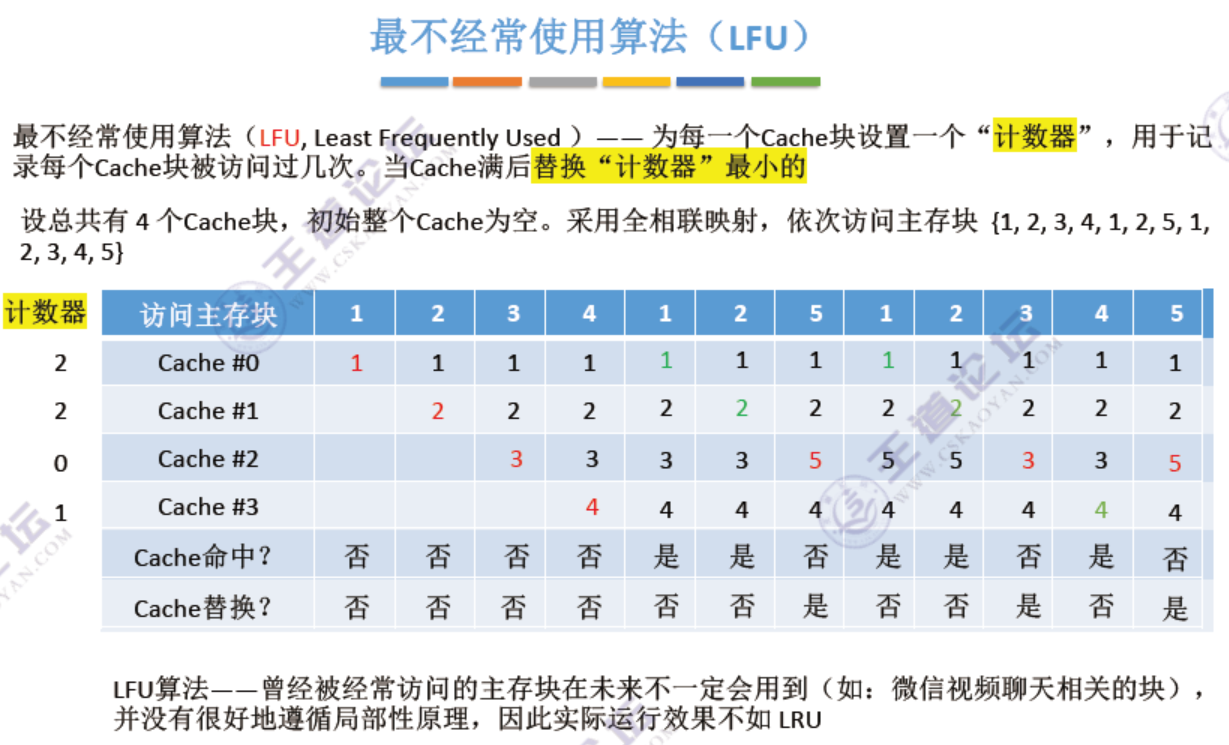 最不经常使用算法（LFU）
最不经常使用算法（LFU, Least Frequently Used ）—— 为每一个Cache块设置一个“计数器”，用于记
录每个Cache块被访问过几次。当Cache满后替换“计数器”最小的
设总共有 4 个Cache块，初始整个Cache为空。采用全相联映射，依次访问主存块 {1, 2, 3, 4, 1, 2, 5, 1,
2, 3, 4, 5}
计数器 访问主存块 1 2 3 4 1 2 5 1 2 3 4 5
2 Cache #0 1 1 1 1 1 1 1 1 1 1 1 1
2 Cache #1 2 2 2 2 2 2 2 2 2 2 2
0 Cache #2 3 3 3 3 5 5 5 3 3 5
1 Cache #3 4 4 4 4 4 4 4 4 4
Cache命中？ 否 否 否 否 是 是 否 是 是 否 是 否
Cache替换？ 否 否 否 否 否 否 是 否 否 是 否 是
LFU算法——曾经被经常访问的主存块在未来不一定会用到（如：微信视频聊天相关的块），
并没有很好地遵循局部性原理，因此实际运行效果不如 LRU
王道论坛
WWW.CSKAOYAN.COM
王道论坛
WWW.CSKAOYAN.COM
坛
YAN.COM